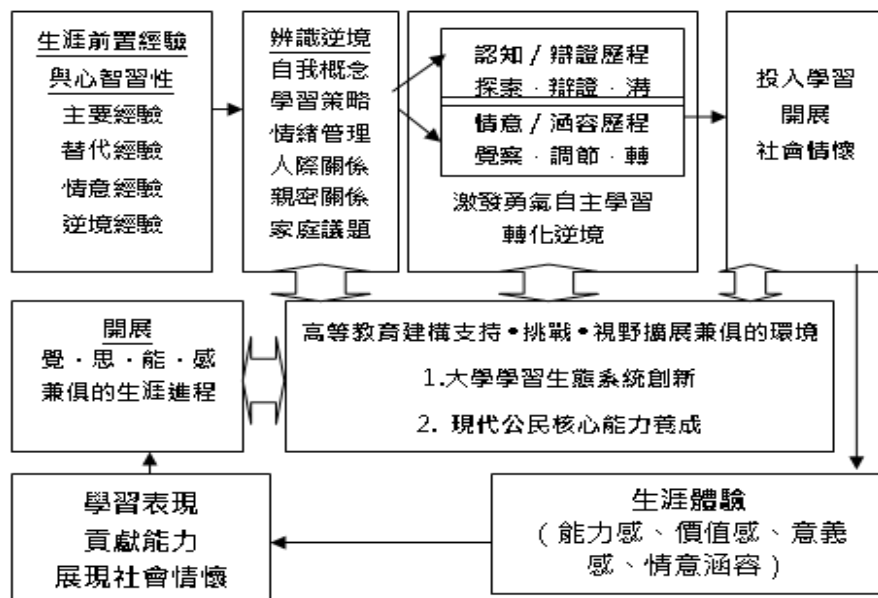 生涯前置經驗
與心智習性
主要經驗
替代經驗
情意經驗
逆境經驗
辨識逆境
自我概念
學習策略
情緒管理
人際關係
親密關係
家庭議題
認知/辯證歷程
探索‧辯證‧溝
情意/涵容歷程
覺察‧調節‧轉
激發勇氣自主學習
轉化逆境
投入學習
開展
社會情懷
開展
覺‧思‧能‧感
兼俱的生涯進程
高等教育建構支持•挑戰•視野擴展兼俱的環境
1.大學學習生態系統創新
2. 現代公民核心能力養成
學習表現
貢獻能力
展現社會情懷
生涯體驗
(能力感、價值感、意義
感、情意涵容)